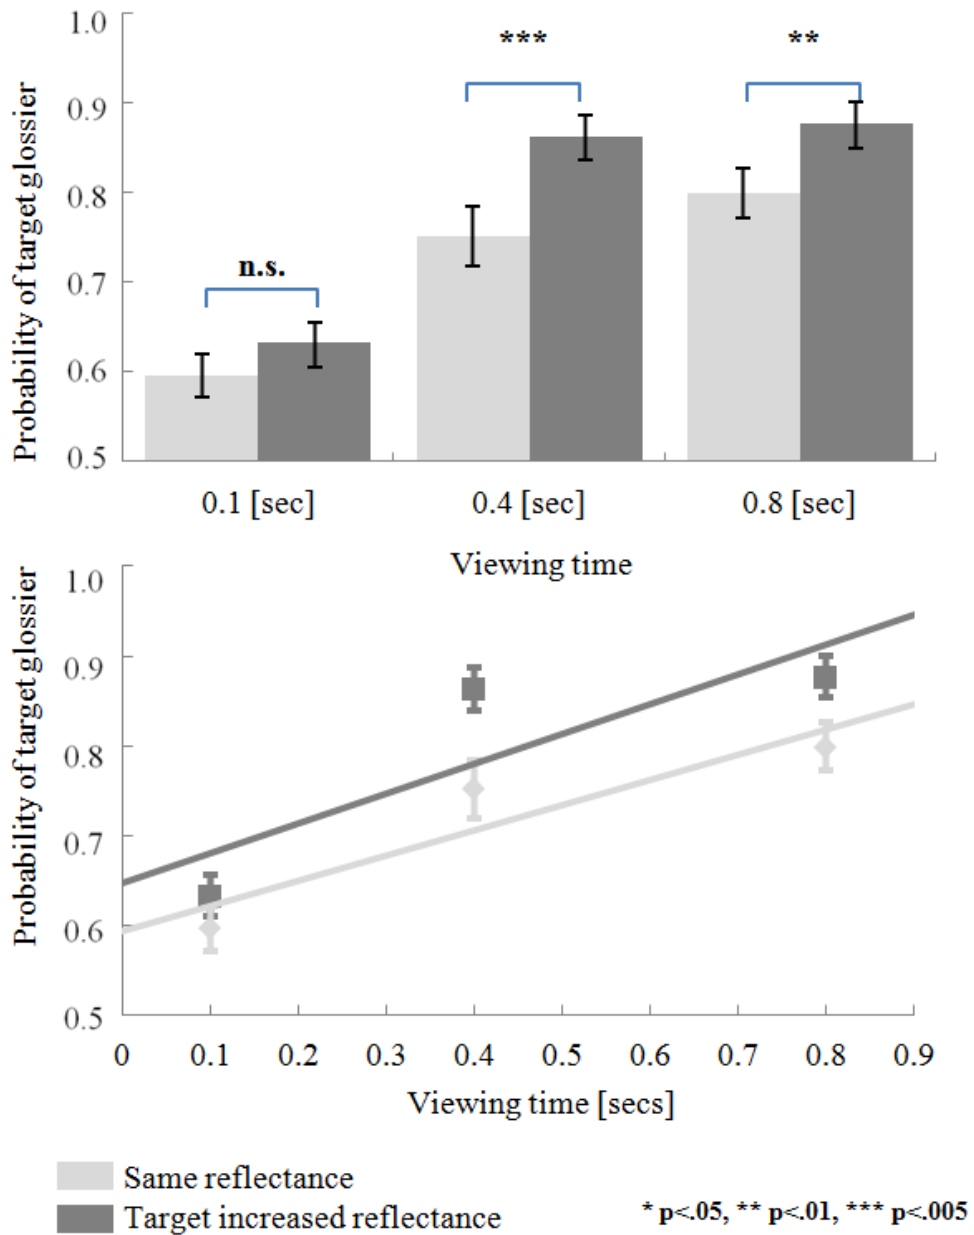 Probability of target glossier
1.0
0.9
0.8
0.7
0.6
0.5
n.s.
***
**
0.1 [sec]
0.4 [sec]
0.8 [sec]
Viewing time
Probability of target glossier
1.0
0.9
0.8
0.7
0.6
0.5
0 0.1 0.2 0.3 0.4 0.5 0.6 0.7 0.8 0.9
Viewing time [secs]
Same reflectance
Target increased reflectance
* p<.05, ** p<.01, *** p<.005